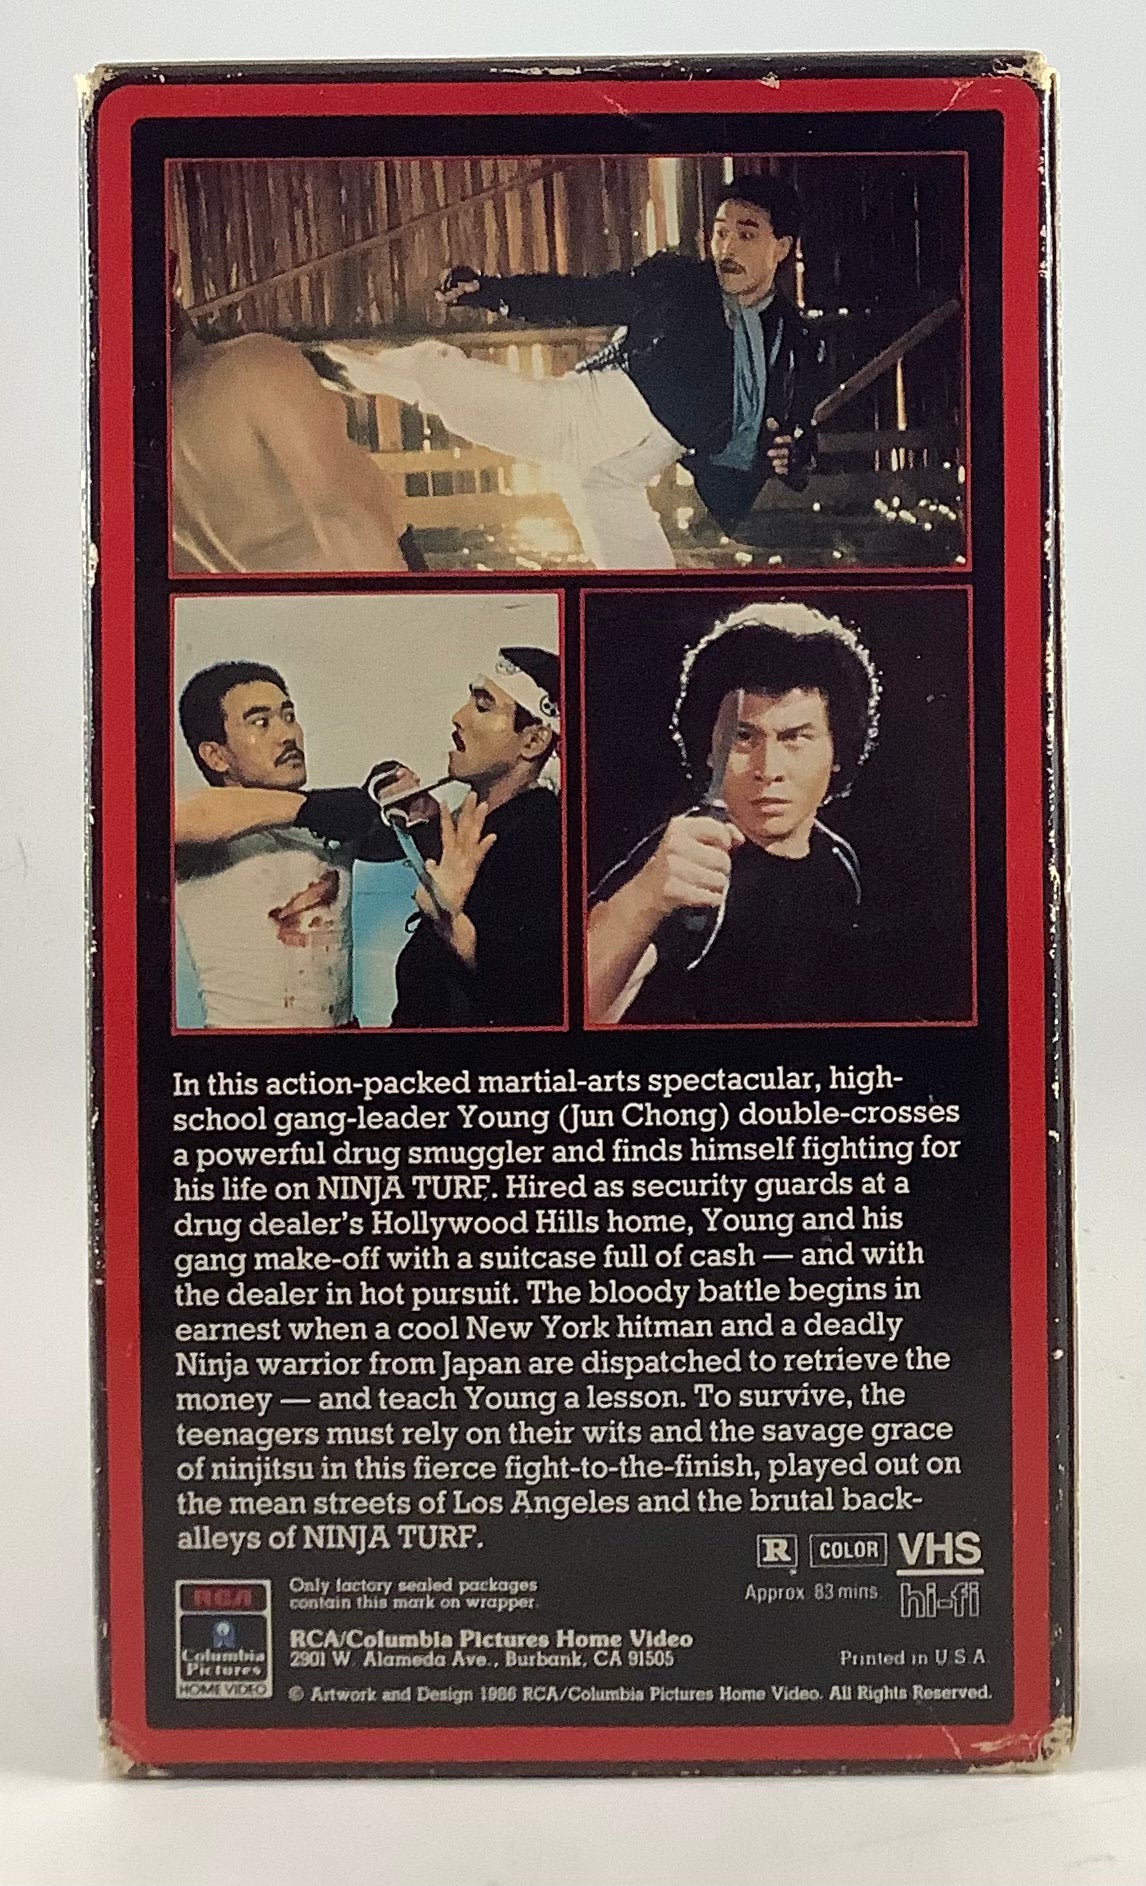 In this action-packed martial-arts spectacular, high-
school gang-leader Young (Jun Chong) double-crosses
a powerful drug smuggler and finds himself fighting for
his life on NINJA TURF. Hired as security guards at a
drug dealer's Hollywood Hills home, Young and his
gang make-off with a suitcase full of cash — and with
the dealer in hot pursuit. The bloody battle begins in
earnest when a cool New York hitman and a deadly
Ninja warrior from Japan are dispatched to retrieve the
money — and teach Young a lesson. To survive, the
teenagers must rely on their wits and the savage grace
of ninjitsu in this fierce fight-to-the-finish, played out on
the mean streets of Los Angeles and the brutal back-
alleys of NINJA TURF.
R COLOR VHS
Approx. 83 mins. hi-fi
RCA
Columbia
Pictures
HOME VIDEO
Only factory sealed packages
contain this mark on wrapper.
RCA/Columbia Pictures Home Video
2901 W. Alameda Ave., Burbank, CA 91505
Printed in U.S.A.
© Artwork and Design 1986 RCA/Columbia Pictures Home Video. All Rights Reserved.